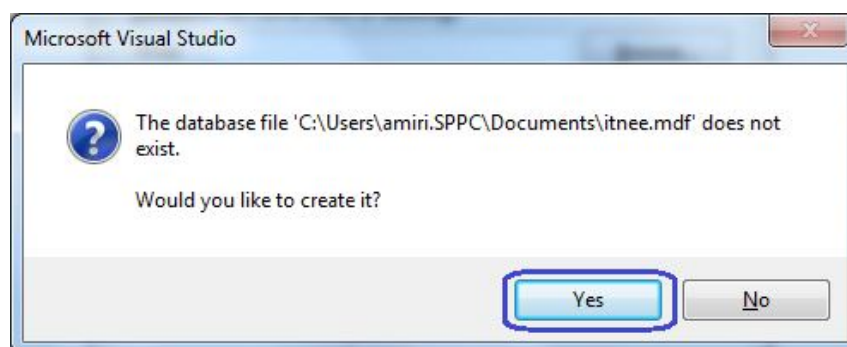 Microsoft Visual Studio
The database file 'C:\Users\amiri.SPPC\Documents\itnee.mdf' does not
exist.
Would you like to create it?
Yes
No